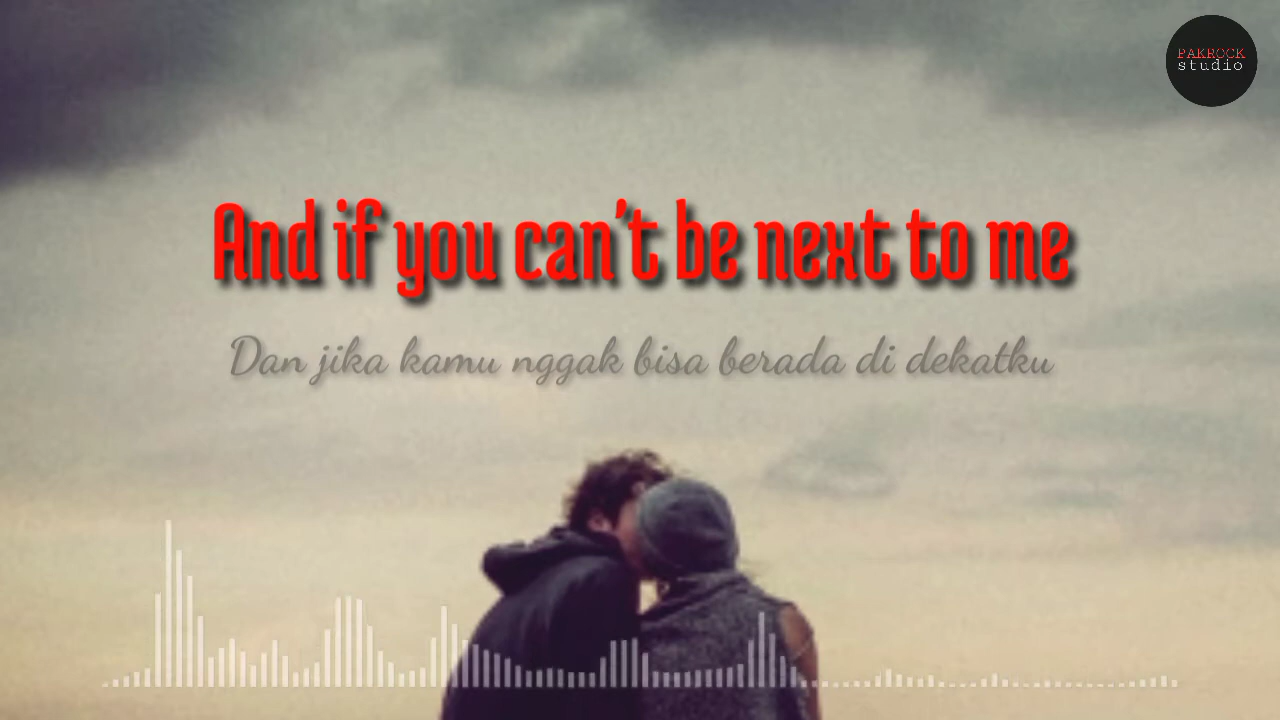 PAKROCK
studio
And if you can't be next to me
Dan jika kamu nggak bisa berada di dekatku